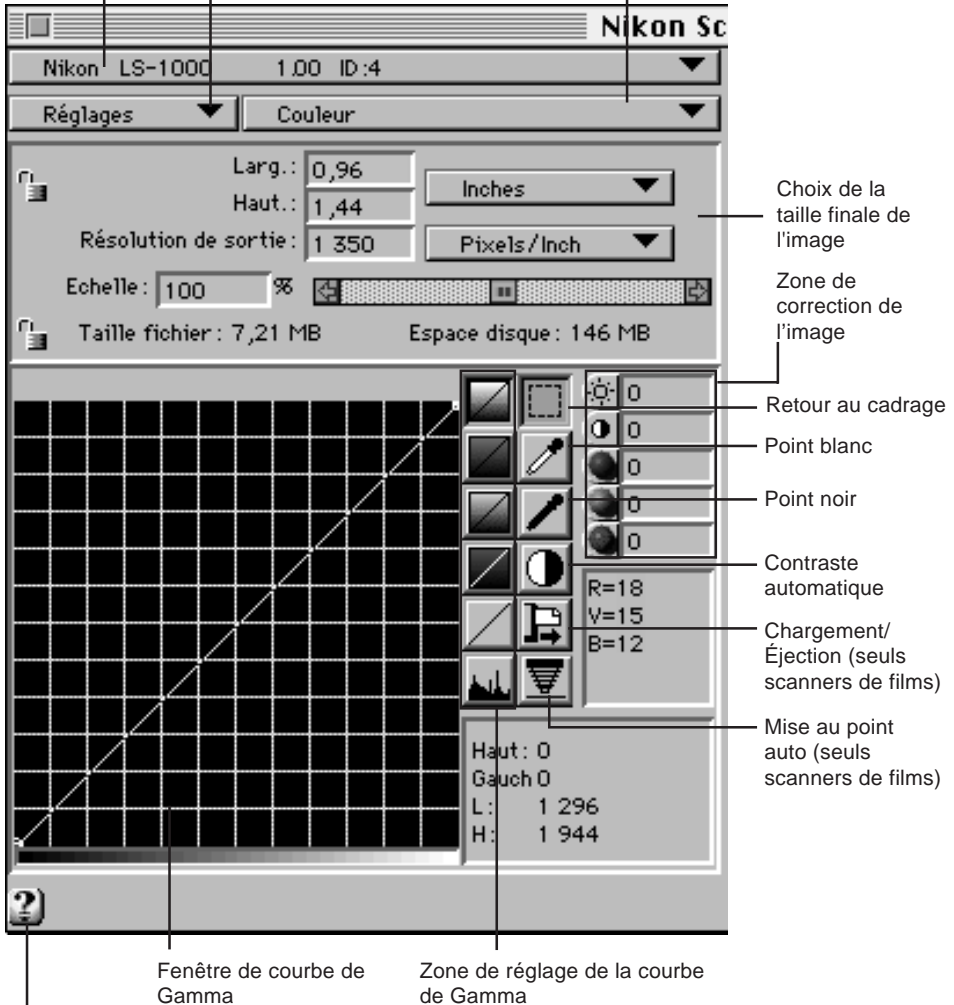 Nikon Sc
Nikon LS-1000 1.00 ID:4
Réglages Couleur
Larg.: 0,96 Inches
Haut.: 1,44
Résolution de sortie: 1 350 Pixels/Inch
Echelle: 100 %
Taille fichier: 7,21 MB Espace disque: 146 MB
Choix de la
taille finale de
l'image
Zone de
correction de
l'image
0
0
0
0
0
Retour au cadrage
Point blanc
Point noir
Contraste
automatique
Chargement/
Éjection (seuls
scanners de films)
Mise au point
auto (seuls
scanners de films)
R=18
V=15
B=12
Haut: 0
Gauch 0
L: 1 296
H: 1 944
?
Fenêtre de courbe de
Gamma
Zone de réglage de la courbe
de Gamma